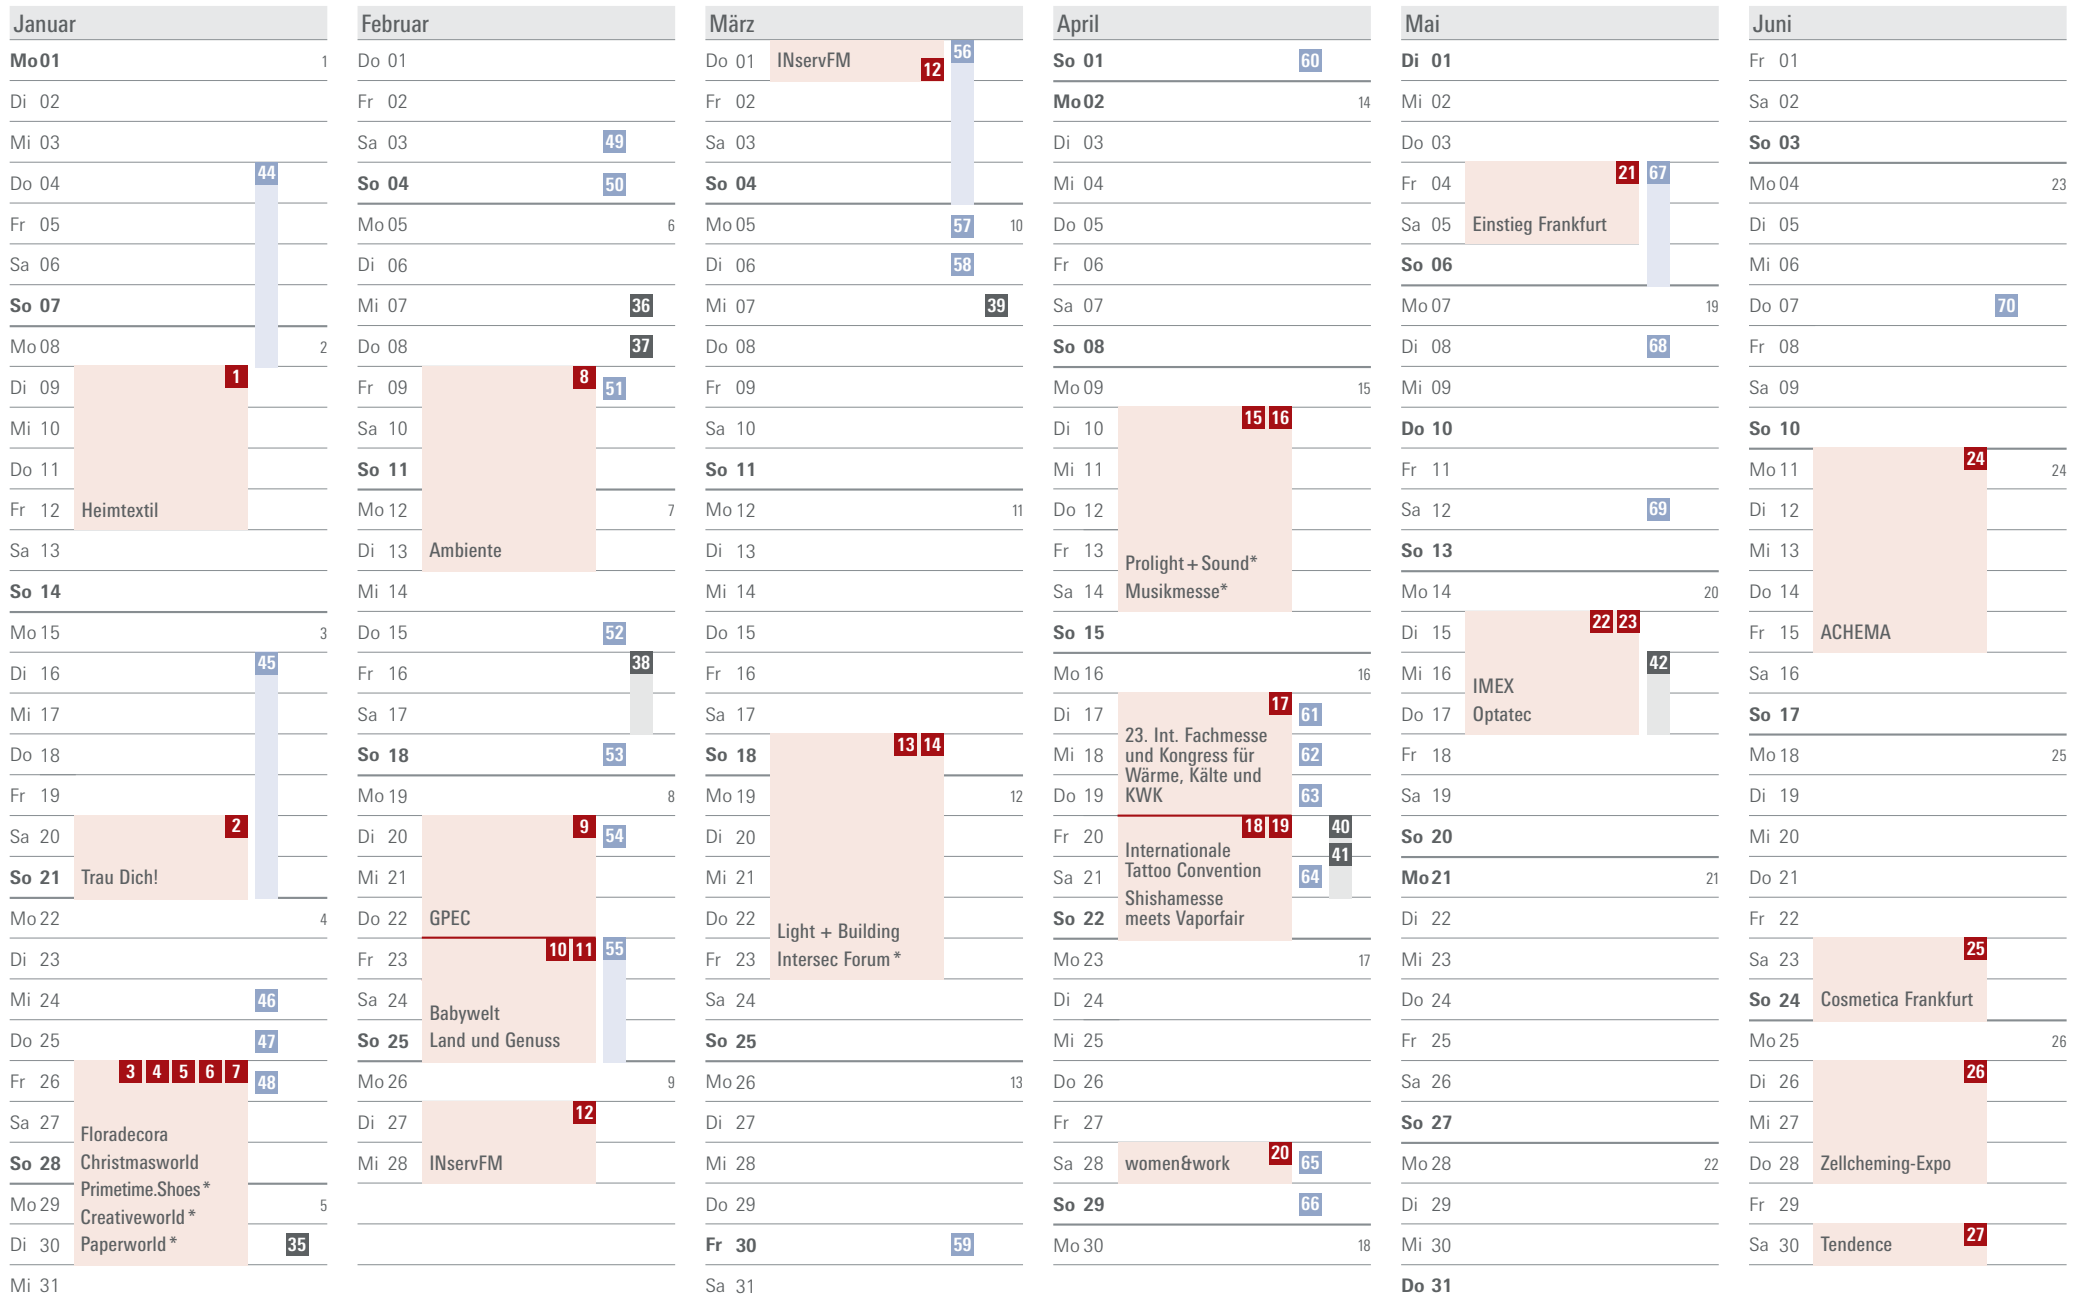 Januar
Mo 01 1
Di 02
Mi 03
Do 04 44
Fr 05
Sa 06
So 07
Mo 08 2
Di 09 1
Mi 10
Do 11
Fr 12 Heimtextil
Sa 13
So 14
Mo 15 3
Di 16 45
Mi 17
Do 18
Fr 19
Sa 20 2
So 21 Trau Dich!
Mo 22 4
Di 23
Mi 24 46
Do 25 47
Fr 26 3 4 5 6 7 48
Sa 27
Floradecora
So 28 Christmasworld
Primetime.Shoes*
Mo 29 5
Creativeworld*
Di 30 Paperworld* 35
Mi 31
Februar
Do 01
Fr 02
Sa 03 49
So 04 50
Mo 05 6
Di 06
Mi 07 36
Do 08 37
Fr 09 8 51
Sa 10
So 11
Mo 12 7
Di 13 Ambiente
Mi 14
Do 15 52
Fr 16 38
Sa 17
So 18 53
Mo 19 8
Di 20 9 54
Mi 21
Do 22 GPEC
Fr 23 10 11 55
Sa 24
Babywelt
So 25 Land und Genuss
Mo 26 9
Di 27 12
Mi 28 INservFM
März
Do 01 INservFM 12 56
Fr 02
Sa 03
So 04
Mo 05 57 10
Di 06 58
Mi 07 39
Do 08
Fr 09
Sa 10
So 11
Mo 12 11
Di 13
Mi 14
Do 15
Fr 16
Sa 17
So 18 13 14
Mo 19 12
Di 20
Mi 21
Do 22
Light + Building
Fr 23 Intersec Forum*
Sa 24
So 25
Mo 26 13
Di 27
Mi 28
Do 29
Fr 30 59
Sa 31
April
So 01 60
Mo 02 14
Di 03
Mi 04
Do 05
Fr 06
Sa 07
So 08
Mo 09 15
Di 10 15 16
Mi 11
Do 12
Fr 13
Prolight + Sound*
Sa 14 Musikmesse*
So 15
Mo 16 16
Di 17 17 61
23. Int. Fachmesse
Mi 18 und Kongress für 62
Wärme, Kälte und
Do 19 KWK 63
Fr 20 18 19 40
Internationale 41
Sa 21 Tattoo Convention 64
Shishamesse
So 22 meets Vaporfair
Mo 23 17
Di 24
Mi 25
Do 26
Fr 27
Sa 28 women&work 20 65
So 29 66
Mo 30 18
Mai
Di 01
Mi 02
Do 03
Fr 04 21 67
Sa 05 Einstieg Frankfurt
So 06
Mo 07 19
Di 08 68
Mi 09
Do 10
Fr 11
Sa 12 69
So 13
Mo 14 20
Di 15 22 23
Mi 16 42
IMEX
Do 17 Optatec
Fr 18
Sa 19
So 20
Mo 21 21
Di 22
Mi 23
Do 24
Fr 25
Sa 26
So 27
Mo 28 22
Di 29
Mi 30
Do 31
Juni
Fr 01
Sa 02
So 03
Mo 04 23
Di 05
Mi 06
Do 07 70
Fr 08
Sa 09
So 10
Mo 11 24 24
Di 12
Mi 13
Do 14
Fr 15 ACHEMA
Sa 16
So 17
Mo 18 25
Di 19
Mi 20
Do 21
Fr 22
Sa 23 25
So 24 Cosmetica Frankfurt
Mo 25 26
Di 26 26
Mi 27
Do 28 Zellcheming-Expo
Fr 29
Sa 30 Tendence 27